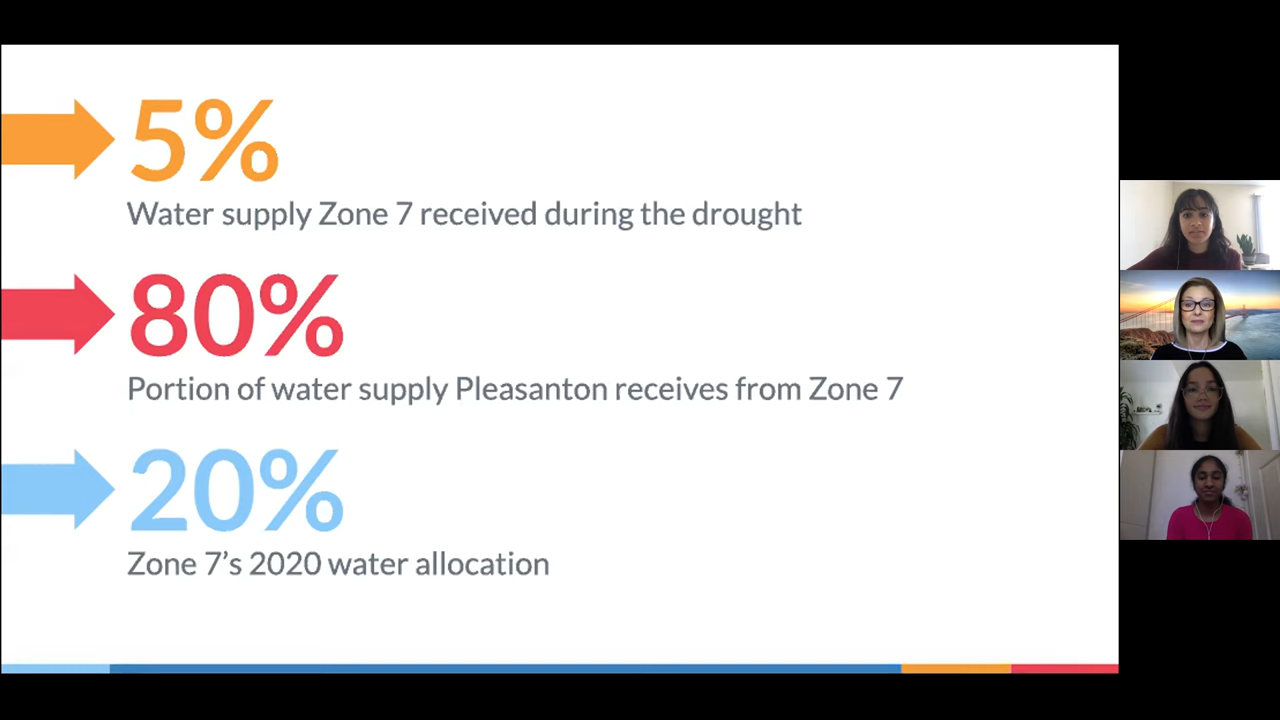 5%
Water supply Zone 7 received during the drought
80%
Portion of water supply Pleasanton receives from Zone 7
20%
Zone 7’s 2020 water allocation